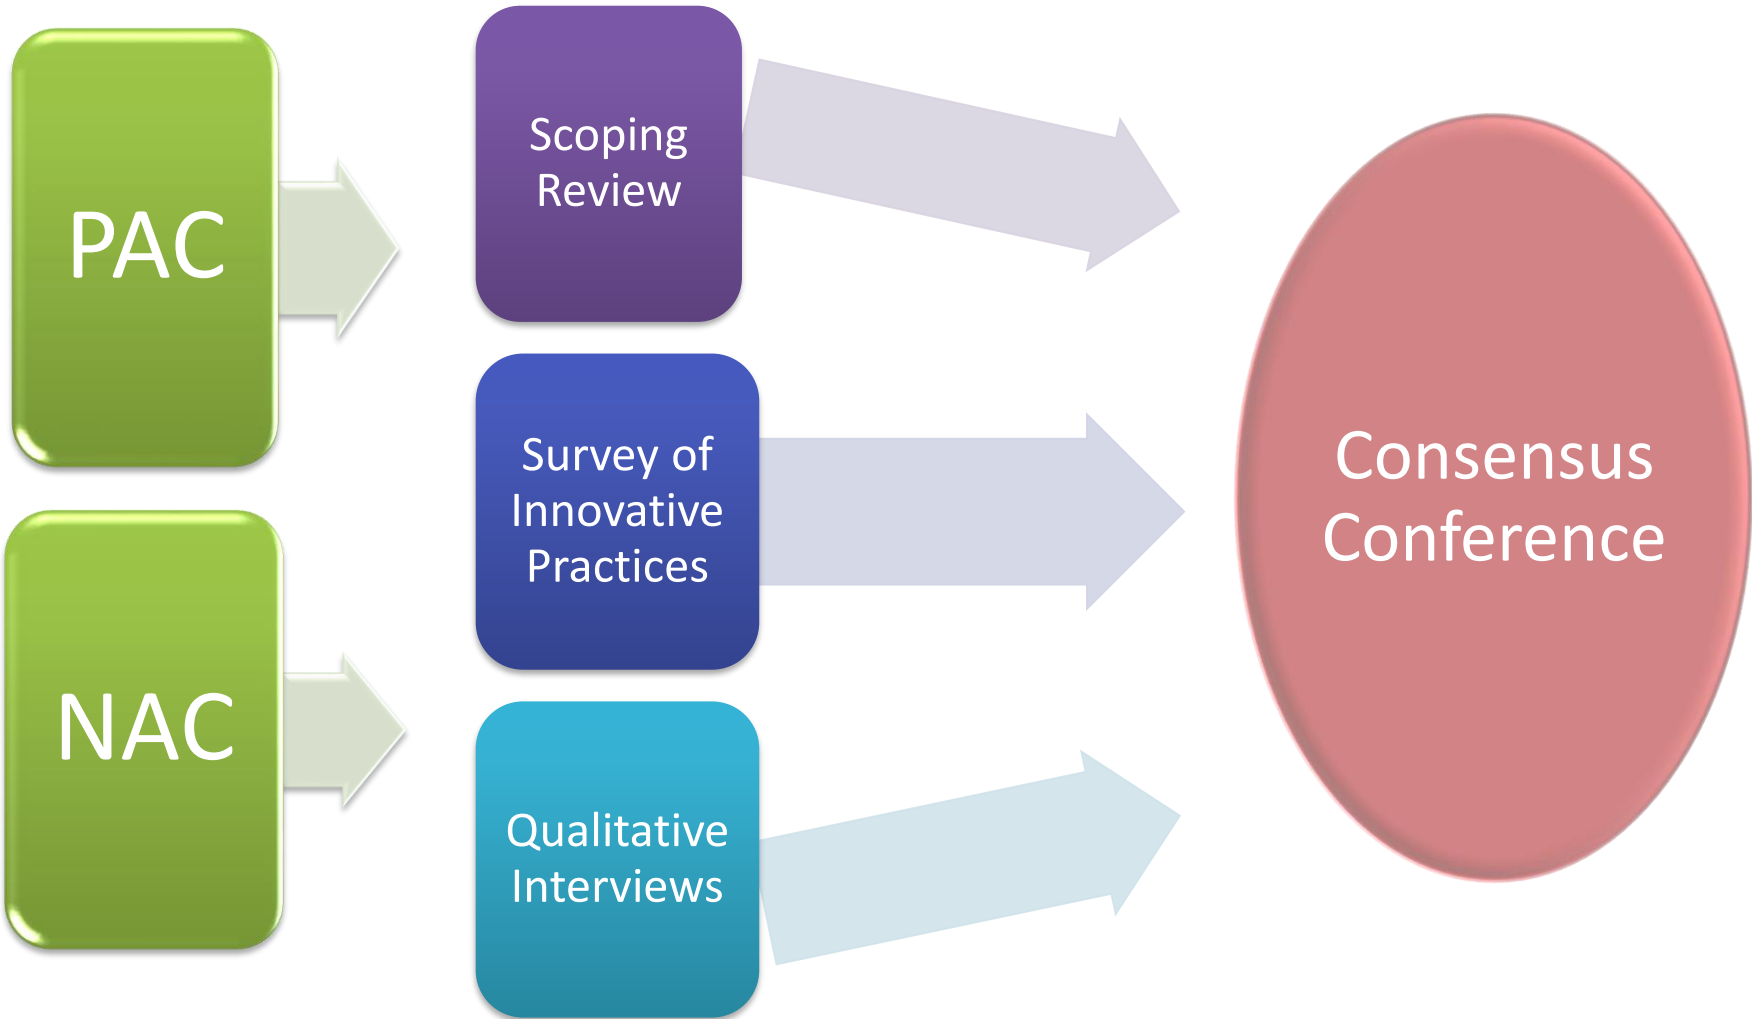 PAC
NAC
Scoping
Review
Survey of
Innovative
Practices
Qualitative
Interviews
Consensus
Conference